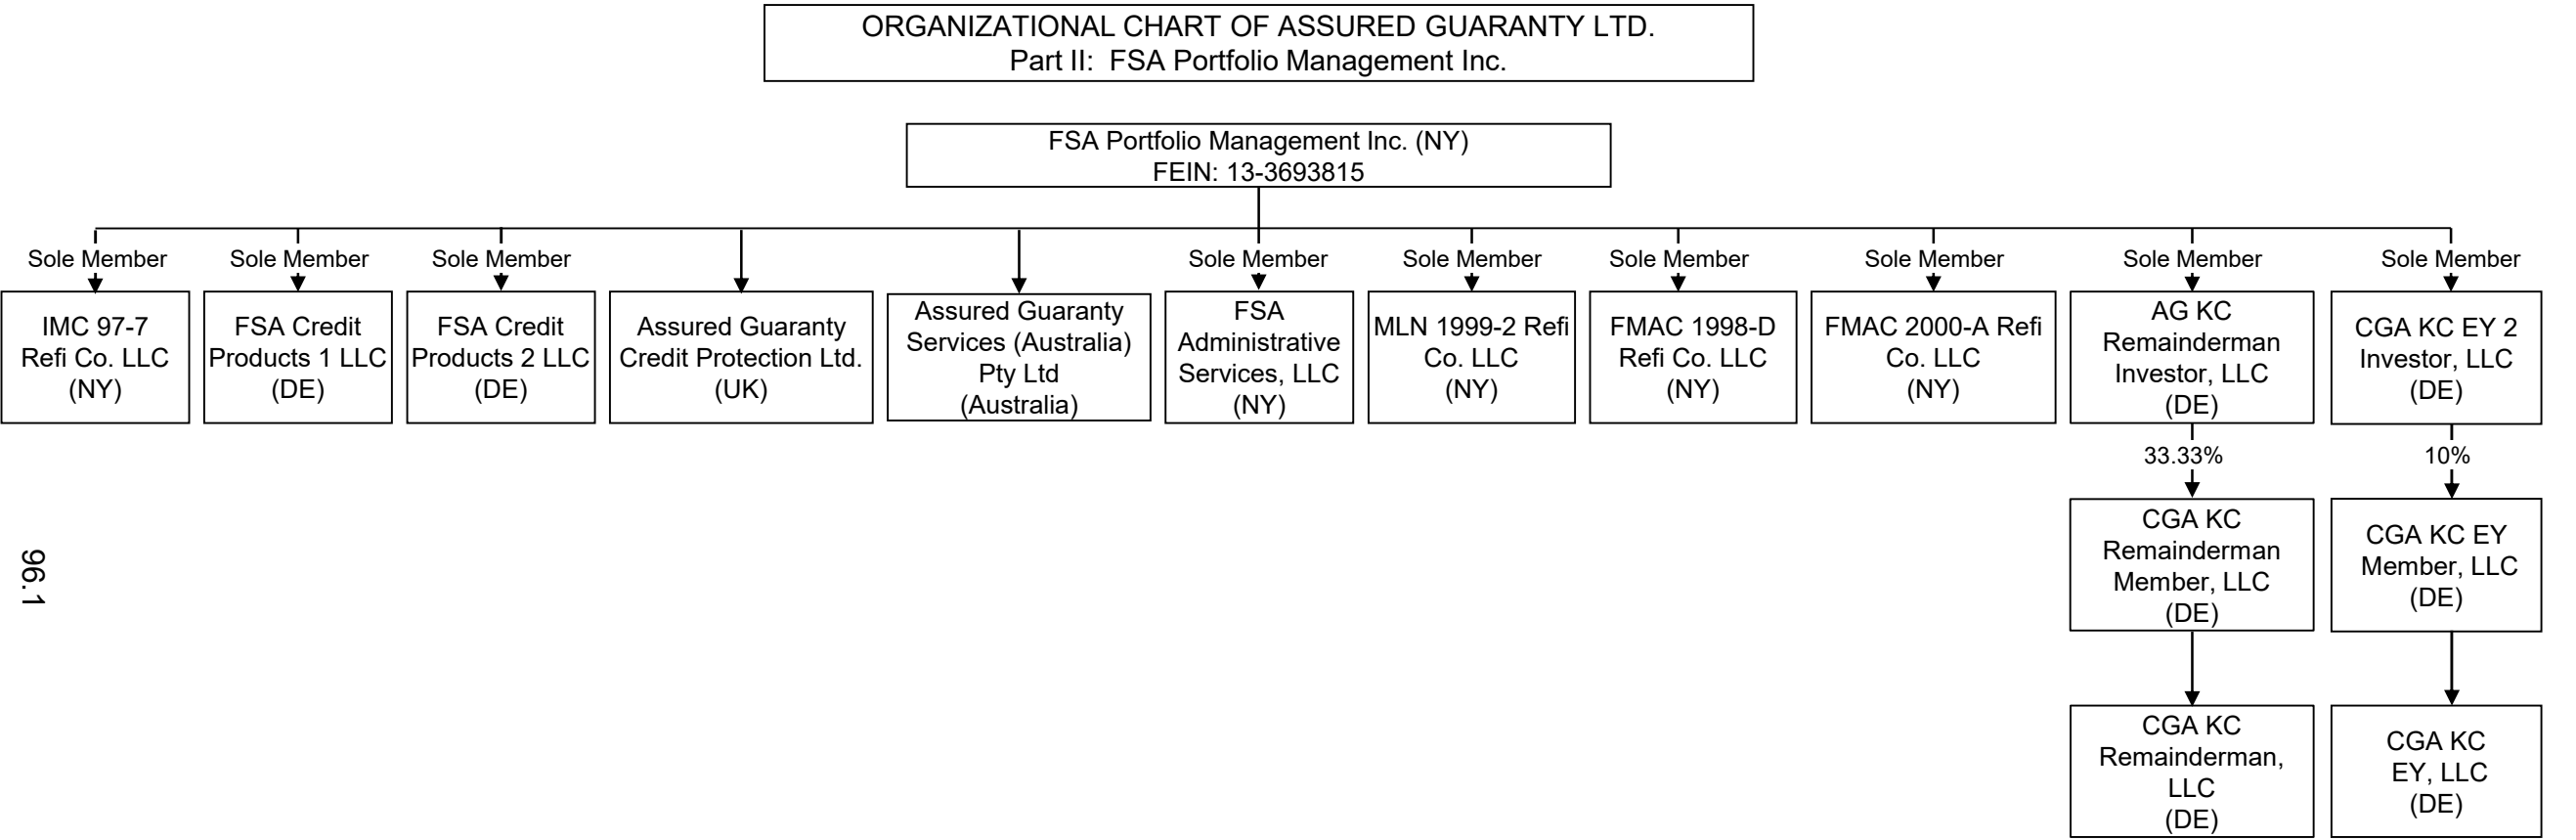 ORGANIZATIONAL CHART OF ASSURED GUARANTY LTD.
Part II: FSA Portfolio Management Inc.
FSA Portfolio Management Inc. (NY)
FEIN: 13-3693815
Sole Member
IMC 97-7
Refi Co. LLC
(NY)
Sole Member
FSA Credit
Products 1 LLC
(DE)
Sole Member
FSA Credit
Products 2 LLC
(DE)
Assured Guaranty
Credit Protection Ltd.
(UK)
Assured Guaranty
Services (Australia)
Pty Ltd
(Australia)
Sole Member
FSA
Administrative
Services, LLC
(NY)
Sole Member
MLN 1999-2 Refi
Co. LLC
(NY)
Sole Member
FMAC 1998-D
Refi Co. LLC
(NY)
Sole Member
FMAC 2000-A Refi
Co. LLC
(NY)
Sole Member
AG KC
Remainderman
Investor, LLC
(DE)
33.33%
CGA KC
Remainderman
Member, LLC
(DE)
CGA KC
Remainderman,
LLC
(DE)
Sole Member
CGA KC EY 2
Investor, LLC
(DE)
10%
CGA KC EY
Member, LLC
(DE)
CGA KC
EY, LLC
(DE)
96.1